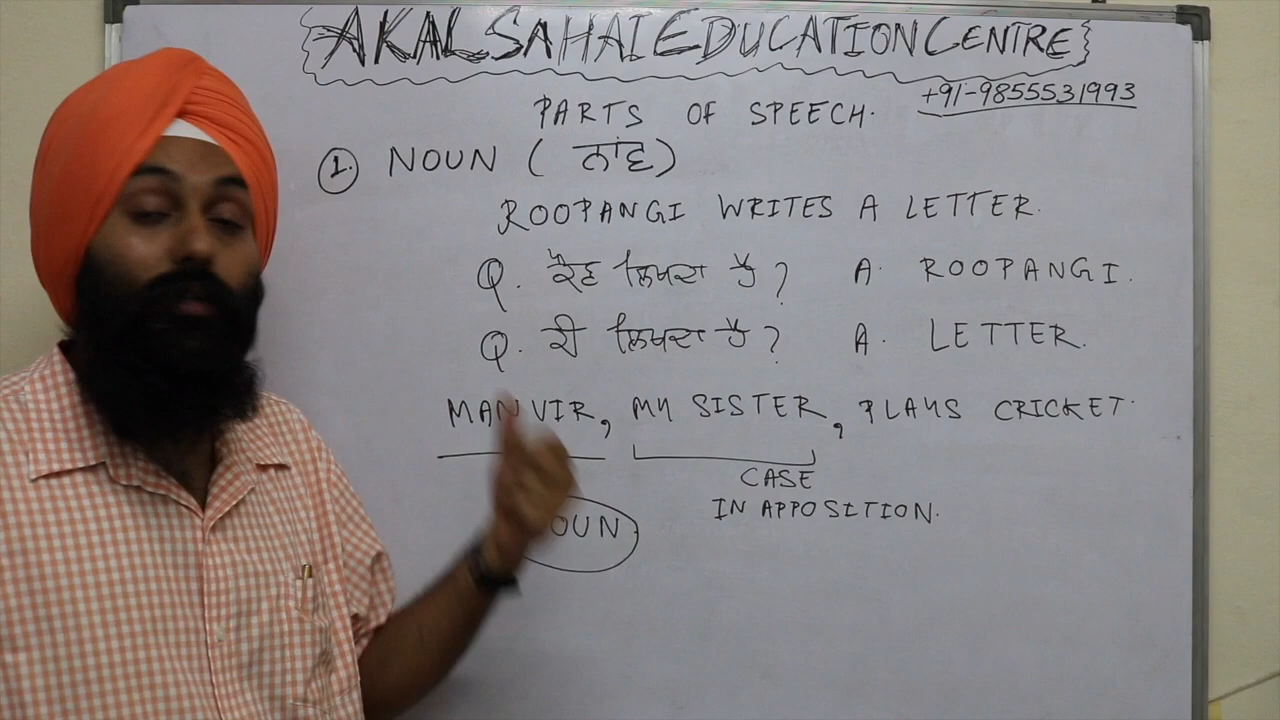 AKAL SAHAI EDUCATION CENTRE
+91-9855531993
PARTS OF SPEECH.
1. NOUN ( ਨਾਂਵ )
ROOPANGI WRITES A LETTER.
Q. ਕੌਣ ਲਿਖਦਾ ਹੈ? A. ROOPANGI.
Q. ਕੀ ਲਿਖਦਾ ਹੈ? A. LETTER.
MANVIR, MY SISTER, PLAYS CRICKET.
CASE
IN APPOSITION.
OUN